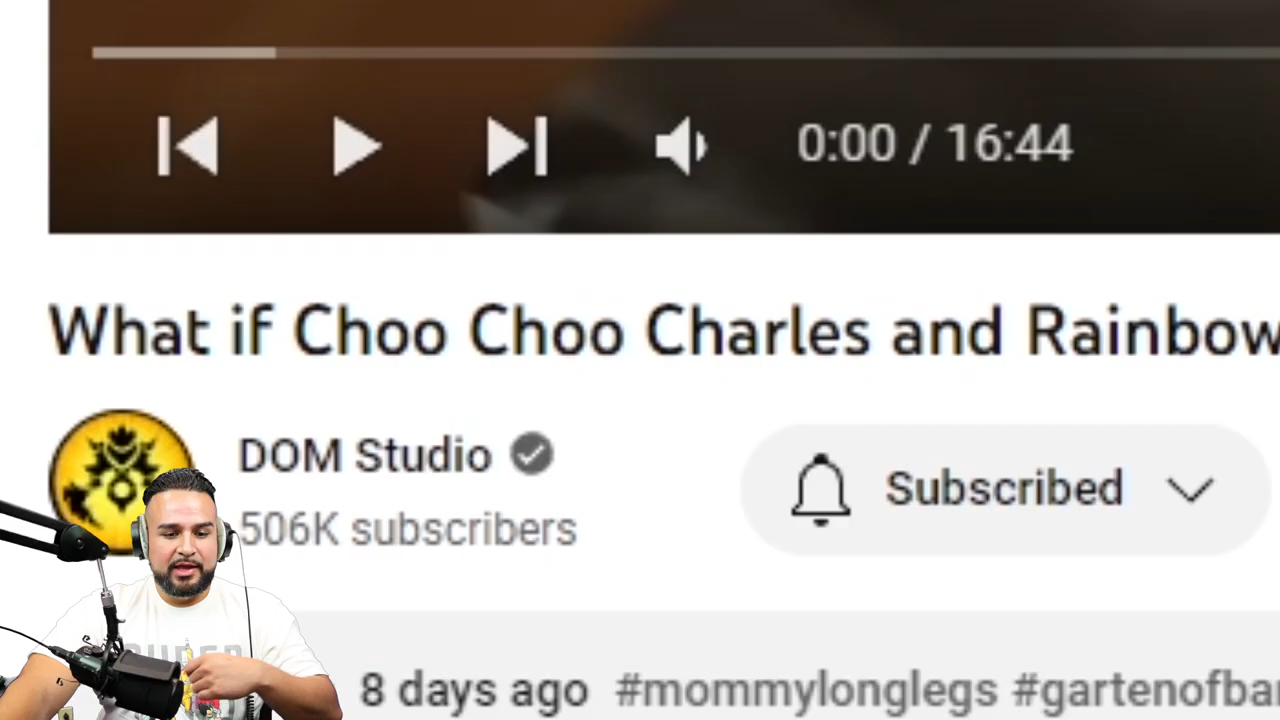 0:00 / 16:44
What if Choo Choo Charles and Rainbow
DOM Studio
506K subscribers
Subscribed
8 days ago #mommylonglegs #gartenofba